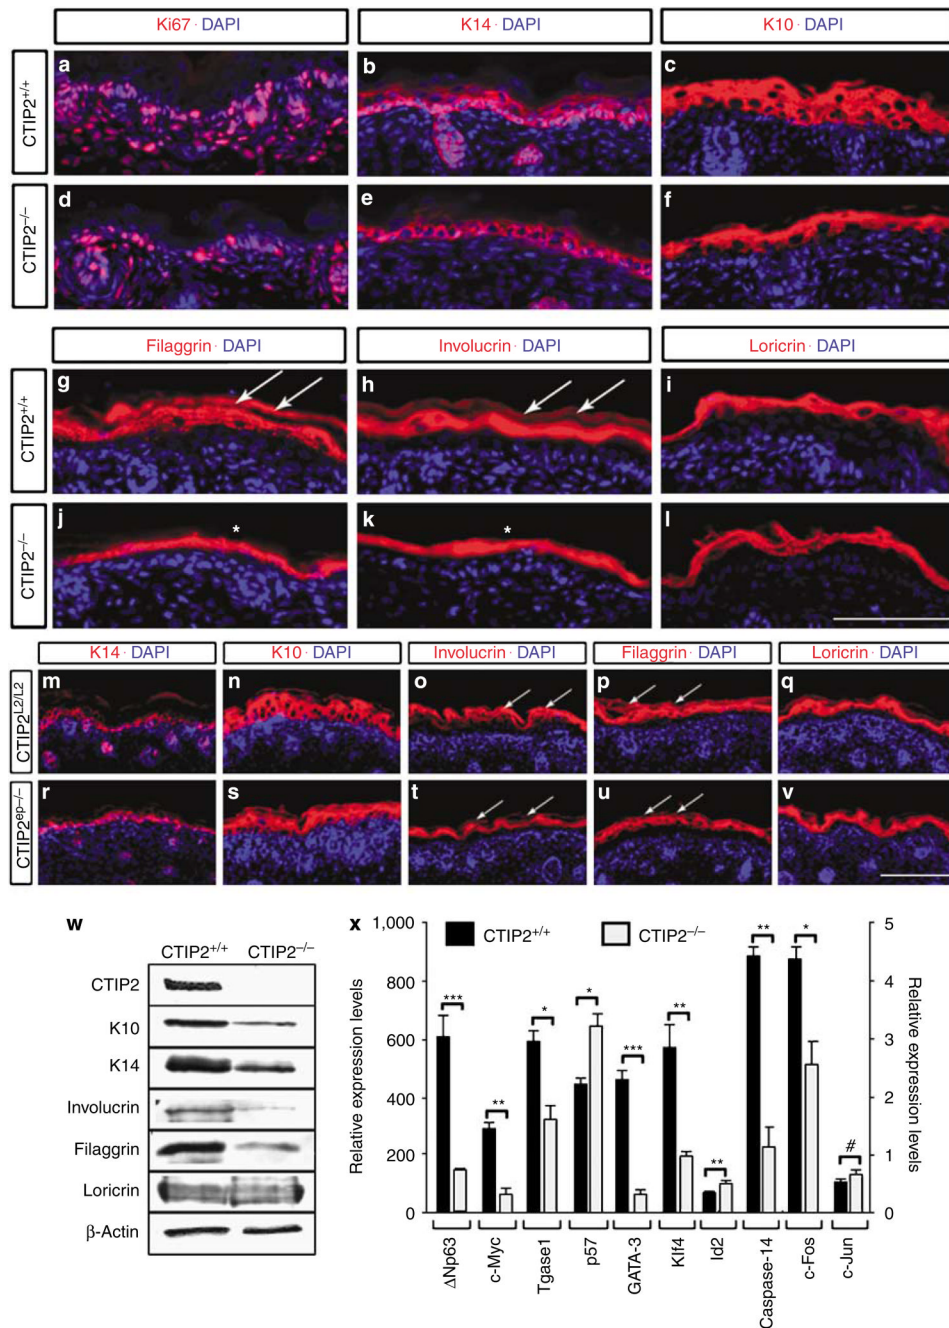 Ki67 · DAPI K14 · DAPI K10 · DAPI
CTIP2+/+ a b c
CTIP2−/− d e f
Filaggrin · DAPI Involucrin · DAPI Loricrin · DAPI
CTIP2+/+ g h i
CTIP2−/− j * k * l
K14 · DAPI K10 · DAPI Involucrin · DAPI Filaggrin · DAPI Loricrin · DAPI
CTIP2L2/L2 m n o p q
CTIP2ep−/− r s t u v
w
CTIP2+/+ CTIP2−/−
CTIP2
K10
K14
Involucrin
Filaggrin
Loricrin
β-Actin
x
CTIP2+/+ CTIP2−/−
Relative expression levels
1,000
800
600
400
200
0
*** ** * * *** ** ** ** * #
5
4
3
2
1
0
Relative expression levels
ΔNp63 c-Myc Tgase1 p57 GATA-3 Klf4 Id2 Caspase-14 c-Fos c-Jun